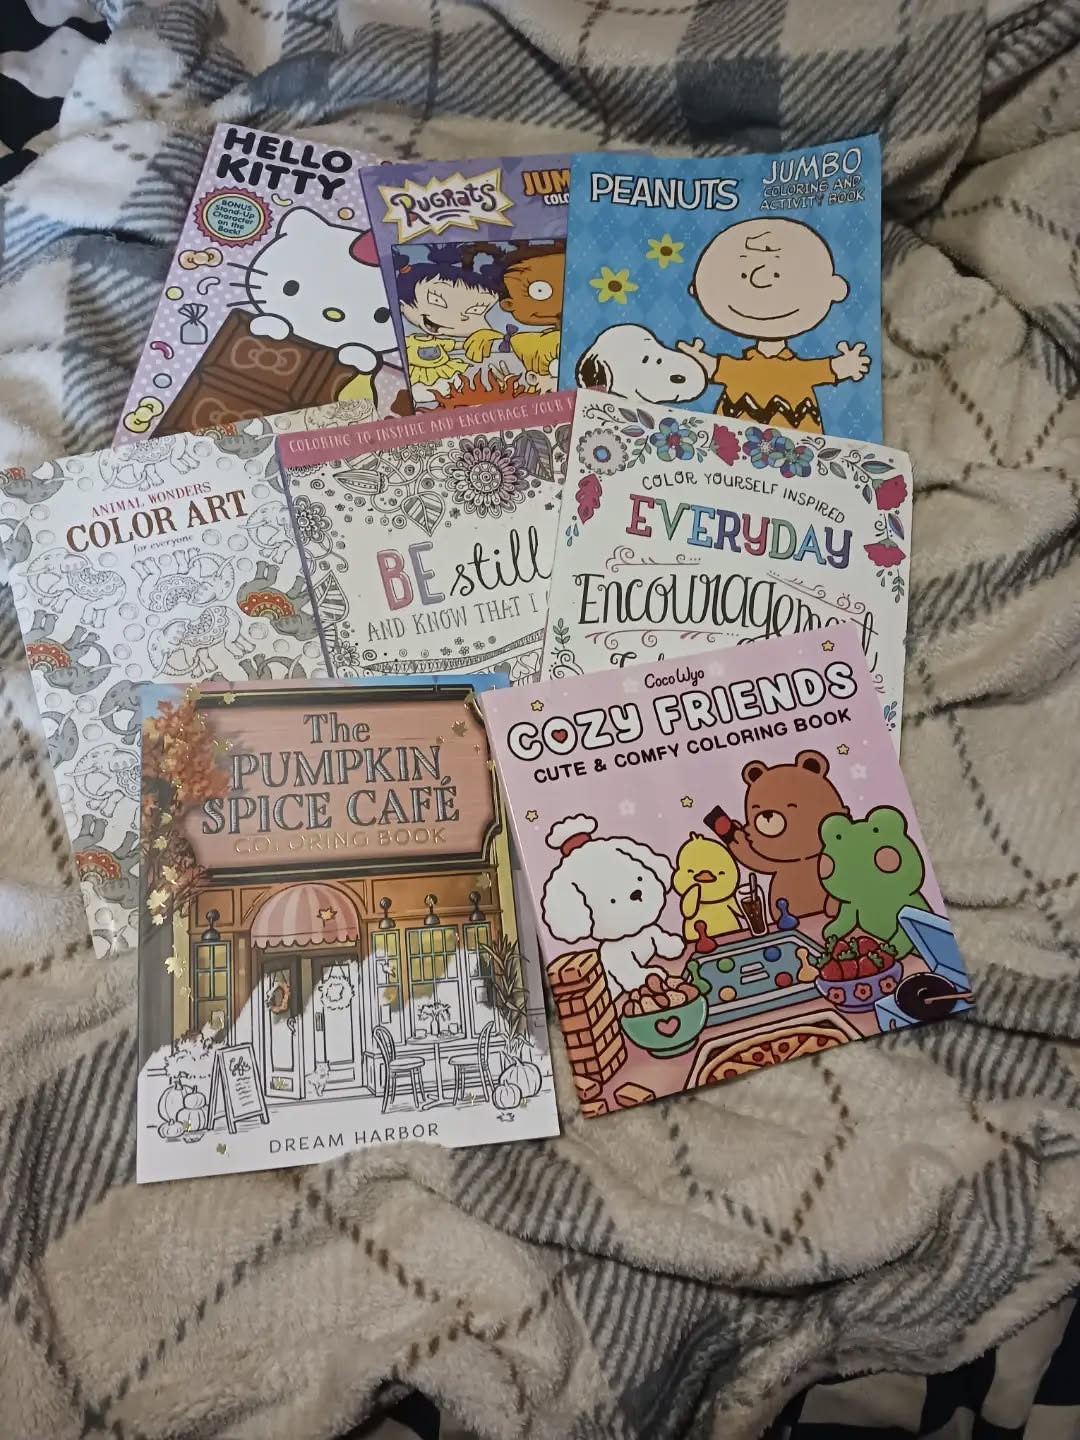 HELLO
KITTY
BONUS
Stand-Up
Character
on the
Back!
RUGRATS
JUM
COLO
PEANUTS
JUMBO
COLORING AND
ACTIVITY BOOK
ANIMAL WONDERS
COLOR ART
for everyone
COLORING TO INSPIRE AND ENCOURAGE YOUR
BE still
AND KNOW THAT I
COLOR YOURSELF INSPIRED
EVERYDAY
Encouragement
The
PUMPKIN
SPICE CAFÉ
COLORING BOOK
DREAM HARBOR
Coco Wyo
COZY FRIENDS
CUTE & COMFY COLORING BOOK